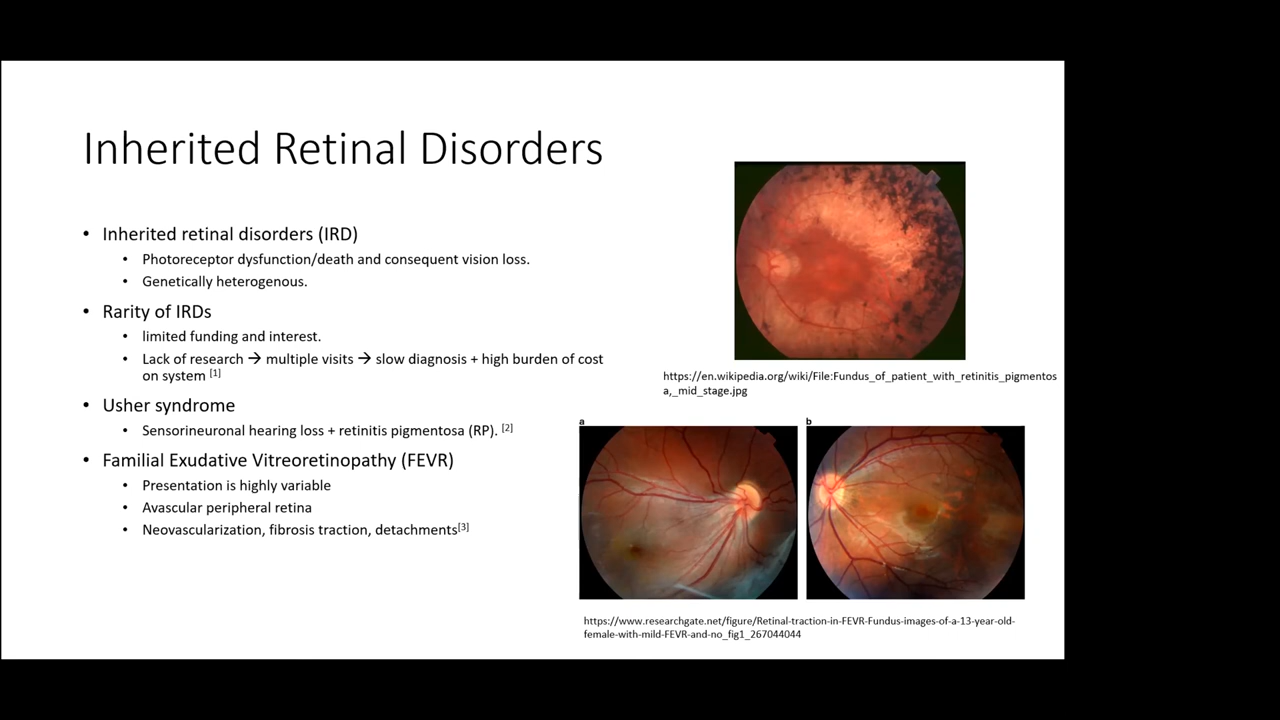 Inherited Retinal Disorders
• Inherited retinal disorders (IRD)
• Photoreceptor dysfunction/death and consequent vision loss.
• Genetically heterogenous.
• Rarity of IRDs
• limited funding and interest.
• Lack of research → multiple visits → slow diagnosis + high burden of cost
on system [1]
• Usher syndrome
• Sensorineuronal hearing loss + retinitis pigmentosa (RP). [2]
• Familial Exudative Vitreoretinopathy (FEVR)
• Presentation is highly variable
• Avascular peripheral retina
• Neovascularization, fibrosis traction, detachments[3]
https://en.wikipedia.org/wiki/File:Fundus_of_patient_with_retinitis_pigmentos
a,_mid_stage.jpg
a
b
https://www.researchgate.net/figure/Retinal-traction-in-FEVR-Fundus-images-of-a-13-year-old-
female-with-mild-FEVR-and-no_fig1_267044044